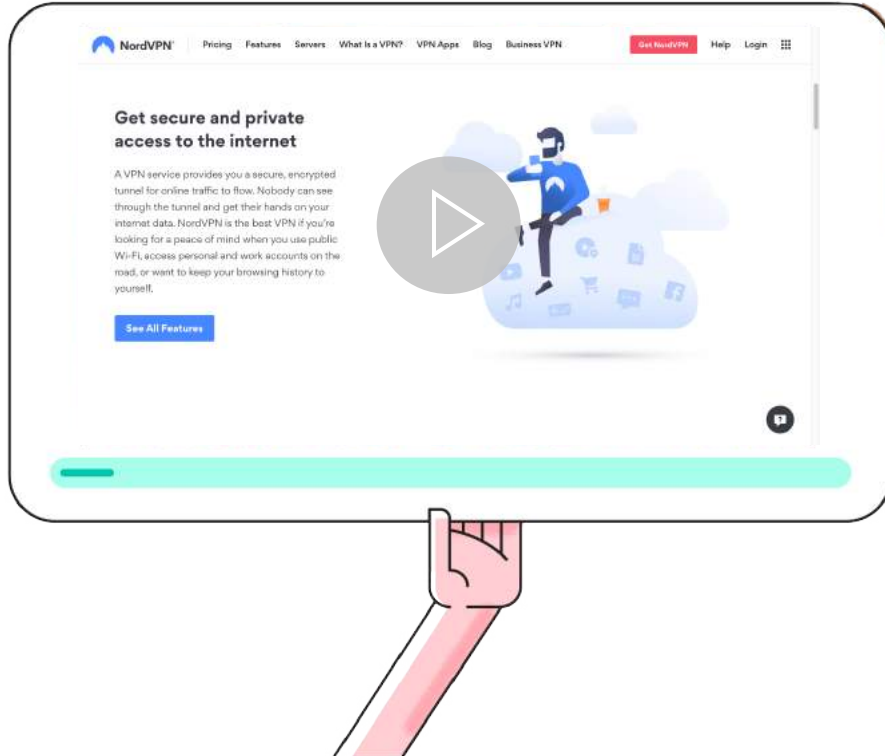 NordVPN® Pricing Features Servers What Is a VPN? VPN Apps Blog Business VPN Get NordVPN Help Login
Get secure and private
access to the internet
A VPN service provides you a secure, encrypted
tunnel for online traffic to flow. Nobody can see
through the tunnel and get their hands on your
internet data. NordVPN is the best VPN if you're
looking for a peace of mind when you use public
Wi-Fi, access personal and work accounts on the
road, or want to keep your browsing history to
yourself.
See All Features